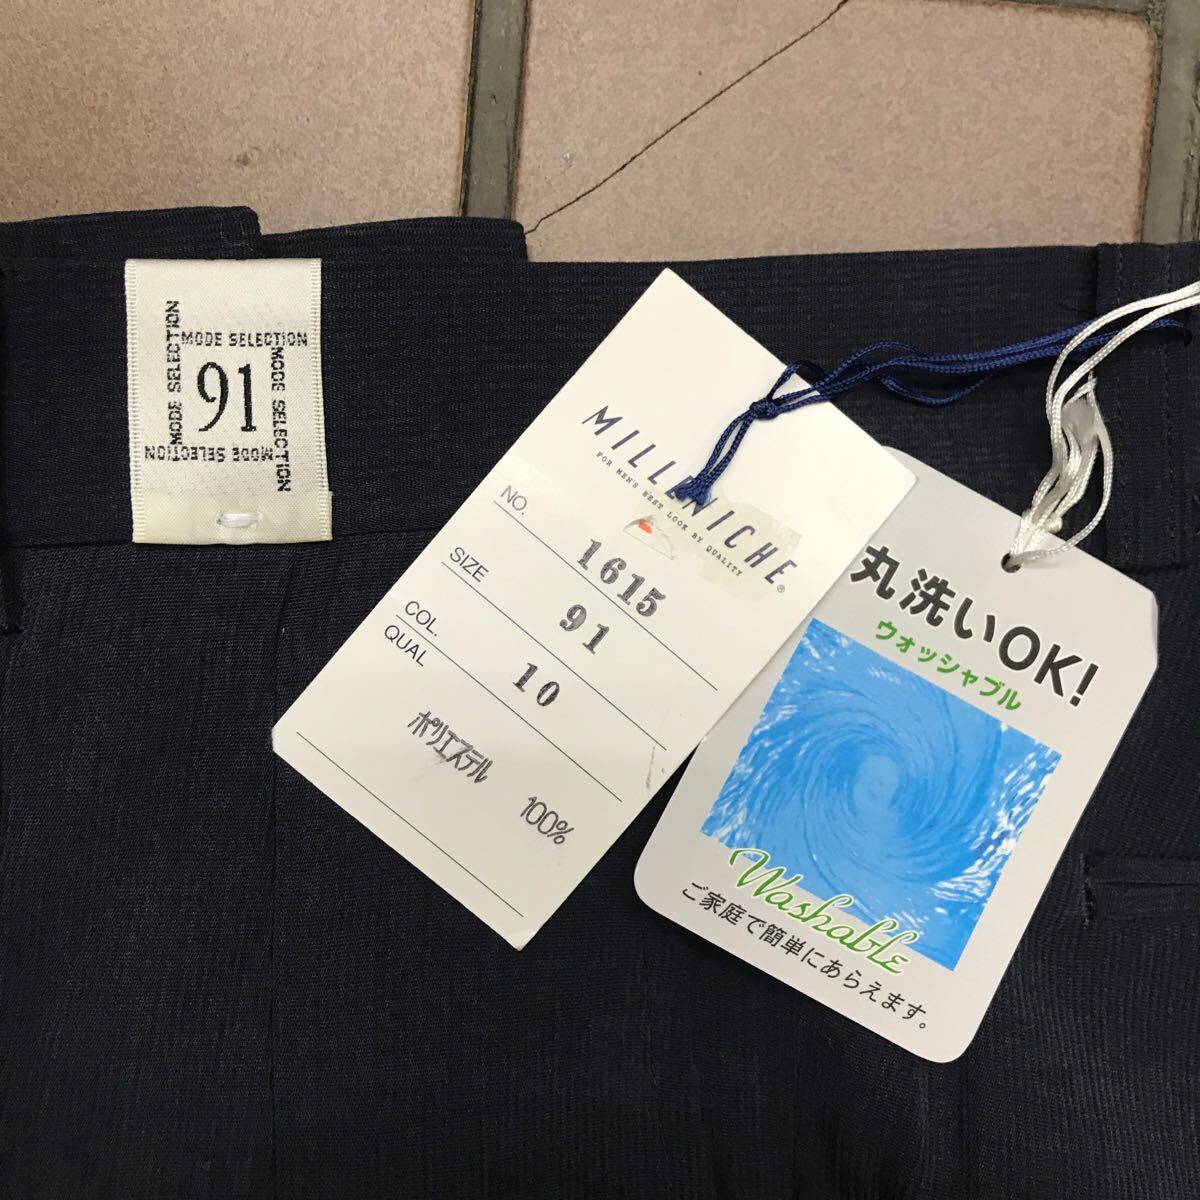 MODE SELECTION
MODE SELECTION
91
MODE SELECTION
MODE SELECTION
MILLENICHE®
FOR MEN'S BEST LOOK BY QUALITY
NO. 1615
SIZE 91
COL. 10
QUAL
ポリエステル 100%
丸洗いOK!
ウオッシャブル
Washable
ご家庭で簡単にあらえます。